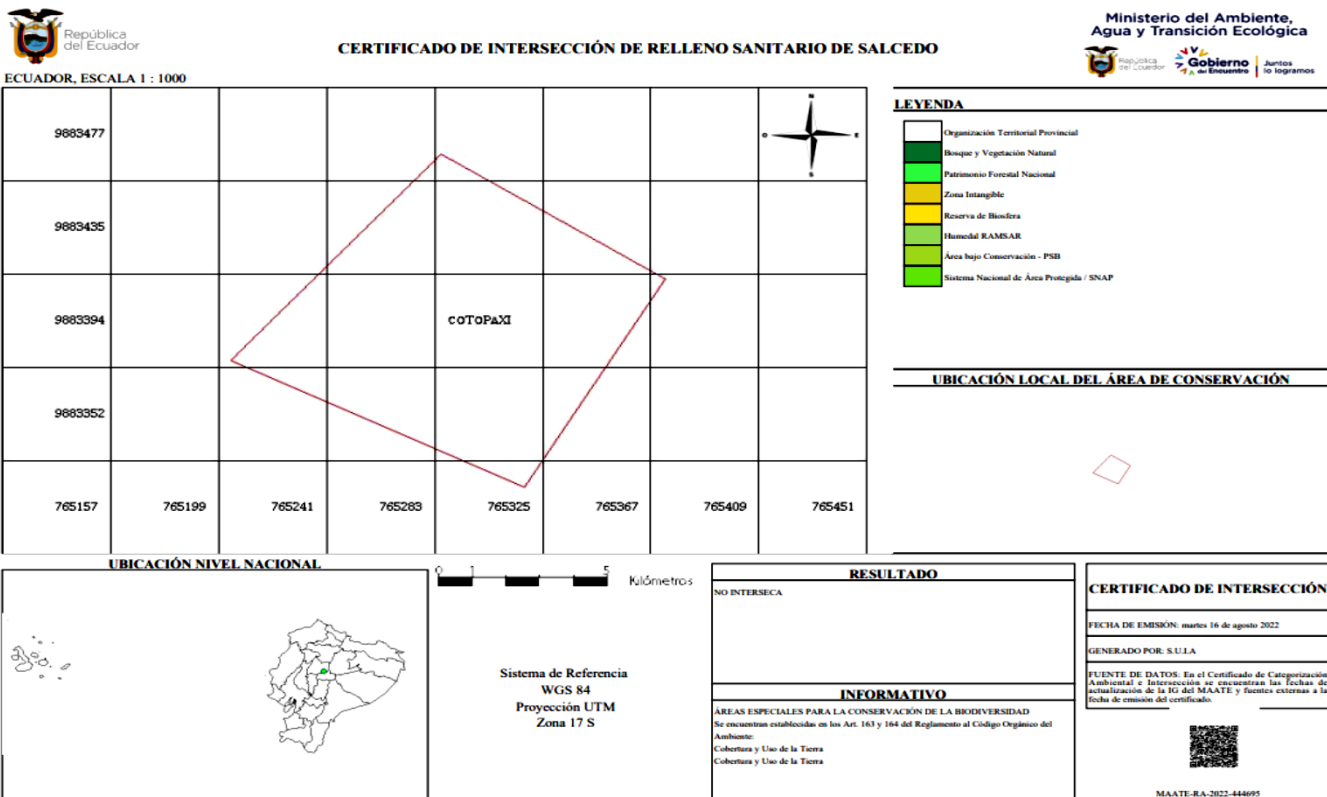 República
del Ecuador
CERTIFICADO DE INTERSECCIÓN DE RELLENO SANITARIO DE SALCEDO
Ministerio del Ambiente,
Agua y Transición Ecológica
República
del Ecuador
Gobierno
del Encuentro
Juntos
lo logramos
ECUADOR, ESCALA 1 : 1000
9883477
9883435
9883394
9883352
N
O
E
S
COTOPAXI
765157
765199
765241
765283
765325
765367
765409
765451
LEYENDA
Organización Territorial Provincial
Bosque y Vegetación Natural
Patrimonio Forestal Nacional
Zona Intangible
Reserva de Biosfera
Humedal RAMSAR
Área bajo Conservación - PSB
Sistema Nacional de Área Protegida / SNAP
UBICACIÓN LOCAL DEL ÁREA DE CONSERVACIÓN
UBICACIÓN NIVEL NACIONAL
0 1 5 Kilómetros
Sistema de Referencia
WGS 84
Proyección UTM
Zona 17 S
RESULTADO
NO INTERSECA
INFORMATIVO
ÁREAS ESPECIALES PARA LA CONSERVACIÓN DE LA BIODIVERSIDAD
Se encuentran establecidas en los Art. 163 y 164 del Reglamento al Código Orgánico del
Ambiente:
Cobertura y Uso de la Tierra
Cobertura y Uso de la Tierra
CERTIFICADO DE INTERSECCIÓN
FECHA DE EMISIÓN: martes 16 de agosto 2022
GENERADO POR: S.U.I.A
FUENTE DE DATOS: En el Certificado de Categorización
Ambiental e Intersección se encuentran las fechas de
actualización de la IG del MAATE y fuentes externas a la
fecha de emisión del certificado.
MAATE-RA-2022-444695